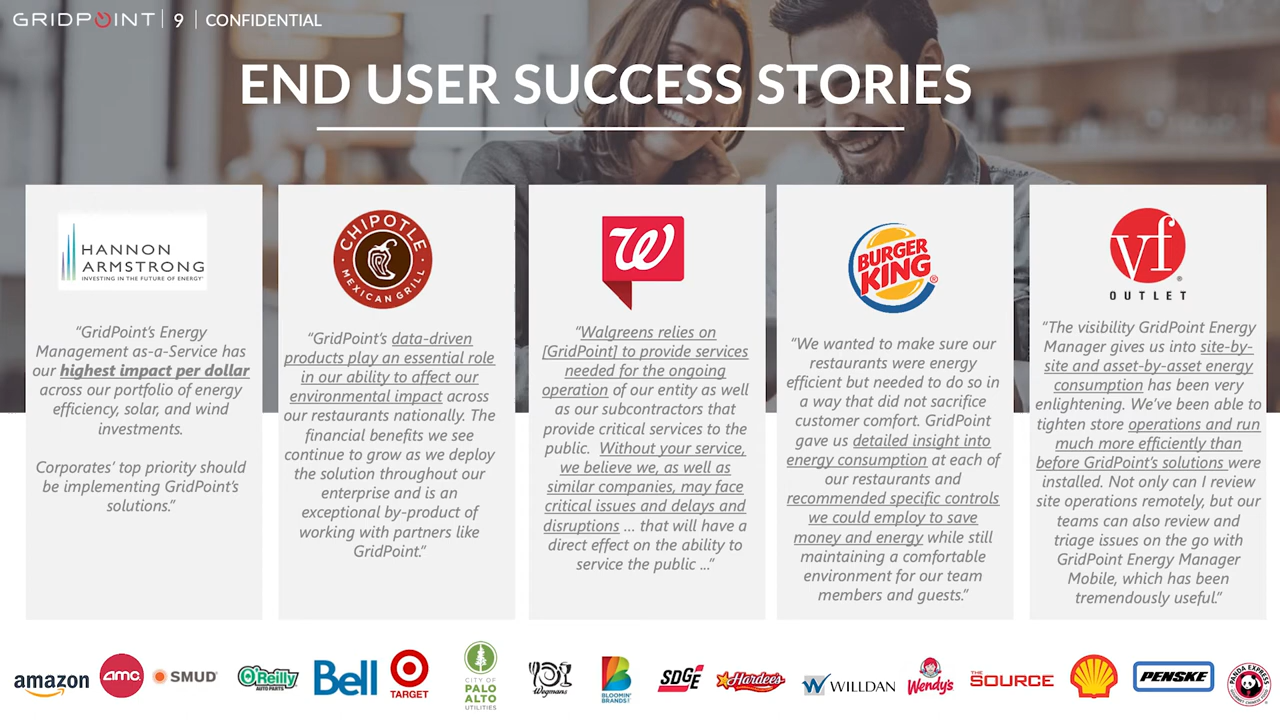 GRIDPOINT | 9 | CONFIDENTIAL
END USER SUCCESS STORIES
HANNON
ARMSTRONG
INVESTING IN THE FUTURE OF ENERGY
“GridPoint’s Energy
Management as-a-Service has
our highest impact per dollar
across our portfolio of energy
efficiency, solar, and wind
investments.
Corporates’ top priority should
be implementing GridPoint’s
solutions.”
CHIPOTLE
MEXICAN GRILL
“GridPoint’s data-driven
products play an essential role
in our ability to affect our
environmental impact across
our restaurants nationally. The
financial benefits we see
continue to grow as we deploy
the solution throughout our
enterprise and is an
exceptional by-product of
working with partners like
GridPoint.”
W
“Walgreens relies on
[GridPoint] to provide services
needed for the ongoing
operation of our entity as well
as our subcontractors that
provide critical services to the
public. Without your service,
we believe we, as well as
similar companies, may face
critical issues and delays and
disruptions ... that will have a
direct effect on the ability to
service the public ...”
BURGER
KING®
“We wanted to make sure our
restaurants were energy
efficient but needed to do so in
a way that did not sacrifice
customer comfort. GridPoint
gave us detailed insight into
energy consumption at each of
our restaurants and
recommended specific controls
we could employ to save
money and energy while still
maintaining a comfortable
environment for our team
members and guests.”
vf®
OUTLET
“The visibility GridPoint Energy
Manager gives us into site-by-
site and asset-by-asset energy
consumption has been very
enlightening. We’ve been able to
tighten store operations and run
much more efficiently than
before GridPoint’s solutions were
installed. Not only can I review
site operations remotely, but our
teams can also review and
triage issues on the go with
GridPoint Energy Manager
Mobile, which has been
tremendously useful.”
amazon
amc
SMUD
O'Reilly
AUTO PARTS
Bell
TARGET
CITY OF
PALO
ALTO
UTILITIES
Wegmans
BLOOMIN'
BRANDS
SDGE
Hardee's
W WILLDAN
Wendy's
THE
SOURCE
PENSKE
PANDA EXPRESS